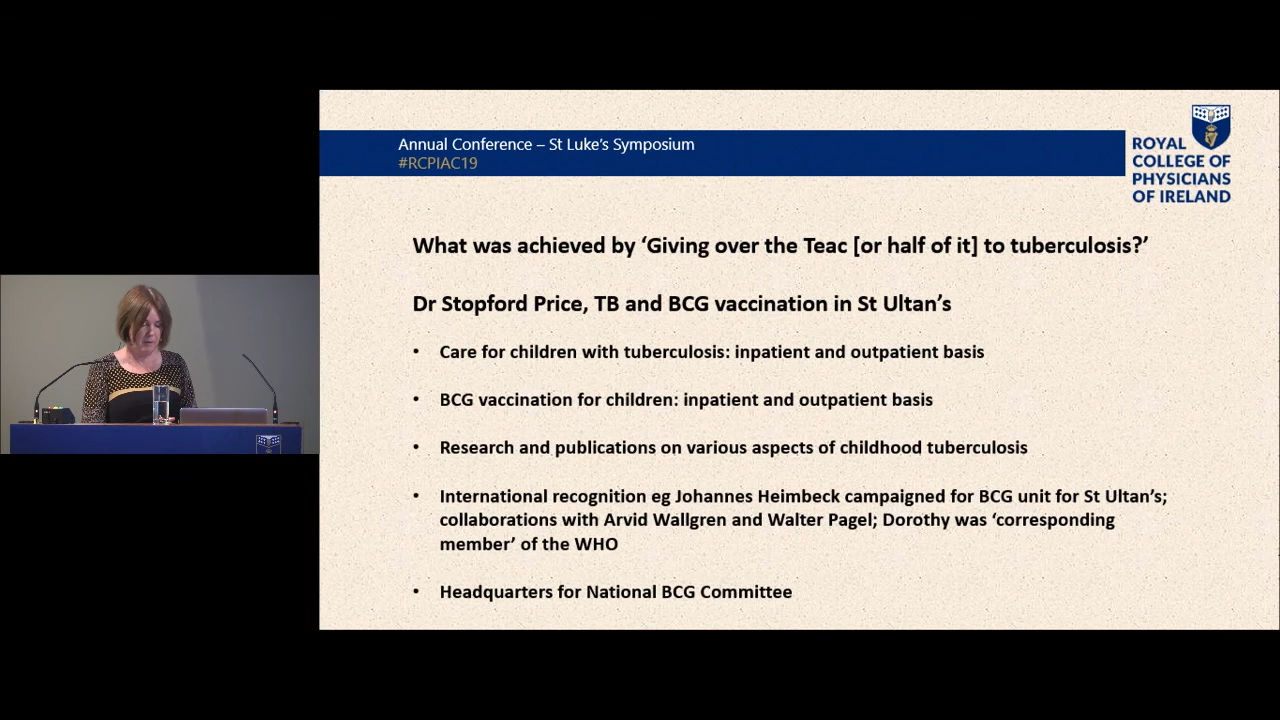 Annual Conference – St Luke's Symposium
#RCPIAC19
ROYAL
COLLEGE OF
PHYSICIANS
OF IRELAND
What was achieved by ‘Giving over the Teac [or half of it] to tuberculosis?’
Dr Stopford Price, TB and BCG vaccination in St Ultan’s
• Care for children with tuberculosis: inpatient and outpatient basis
• BCG vaccination for children: inpatient and outpatient basis
• Research and publications on various aspects of childhood tuberculosis
• International recognition eg Johannes Heimbeck campaigned for BCG unit for St Ultan’s;
collaborations with Arvid Wallgren and Walter Pagel; Dorothy was ‘corresponding
member’ of the WHO
• Headquarters for National BCG Committee